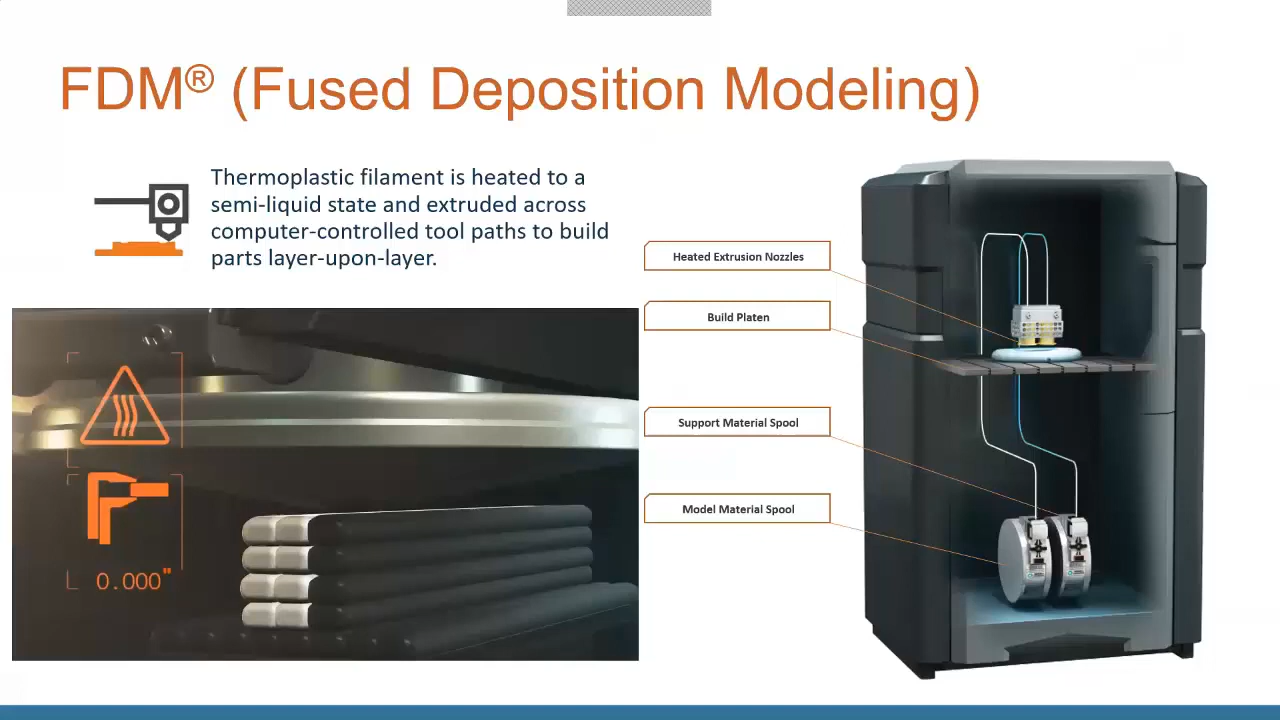 FDM® (Fused Deposition Modeling)
Thermoplastic filament is heated to a
semi-liquid state and extruded across
computer-controlled tool paths to build
parts layer-upon-layer.
Heated Extrusion Nozzles
Build Platen
Support Material Spool
Model Material Spool
0.000"